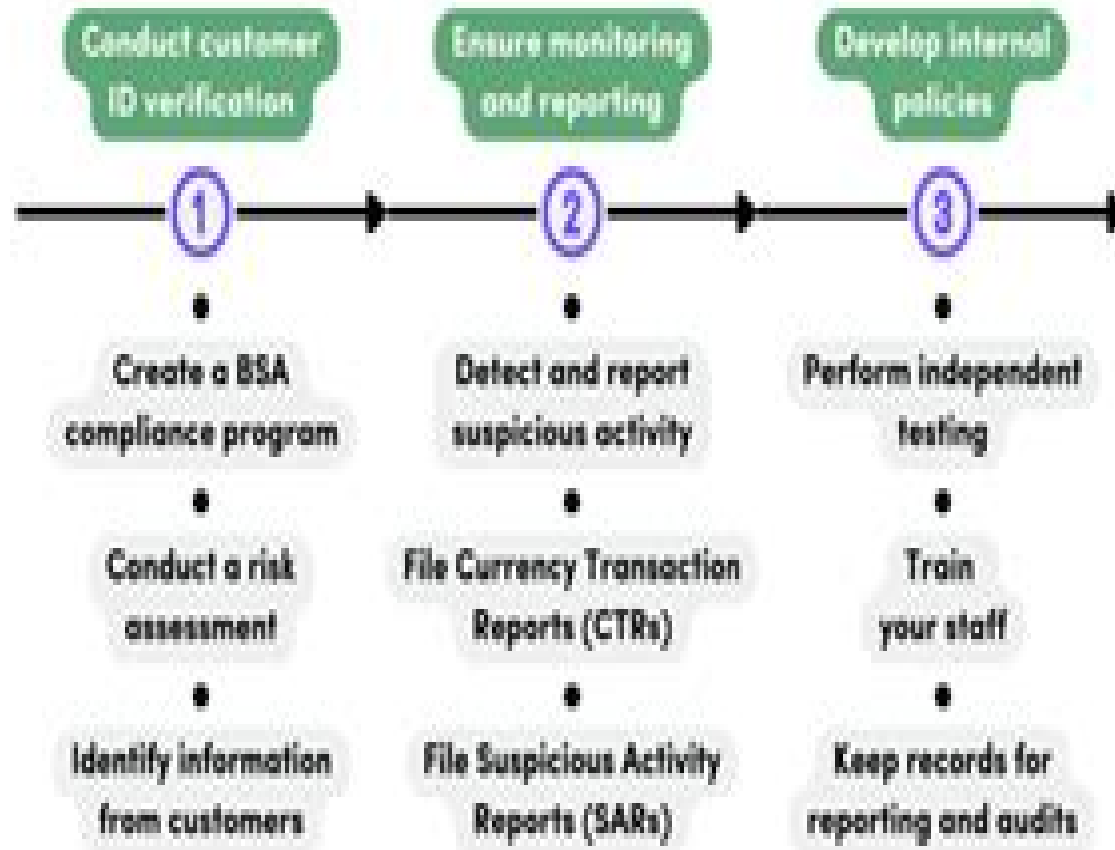 Conduct customer
ID verification
Ensure monitoring
and reporting
Develop internal
policies
1
2
3
Create a BSA
compliance program
Detect and report
suspicious activity
Perform independent
testing
Conduct a risk
assessment
File Currency Transaction
Reports (CTRs)
Train
your staff
Identify information
from customers
File Suspicious Activity
Reports (SARs)
Keep records for
reporting and audits